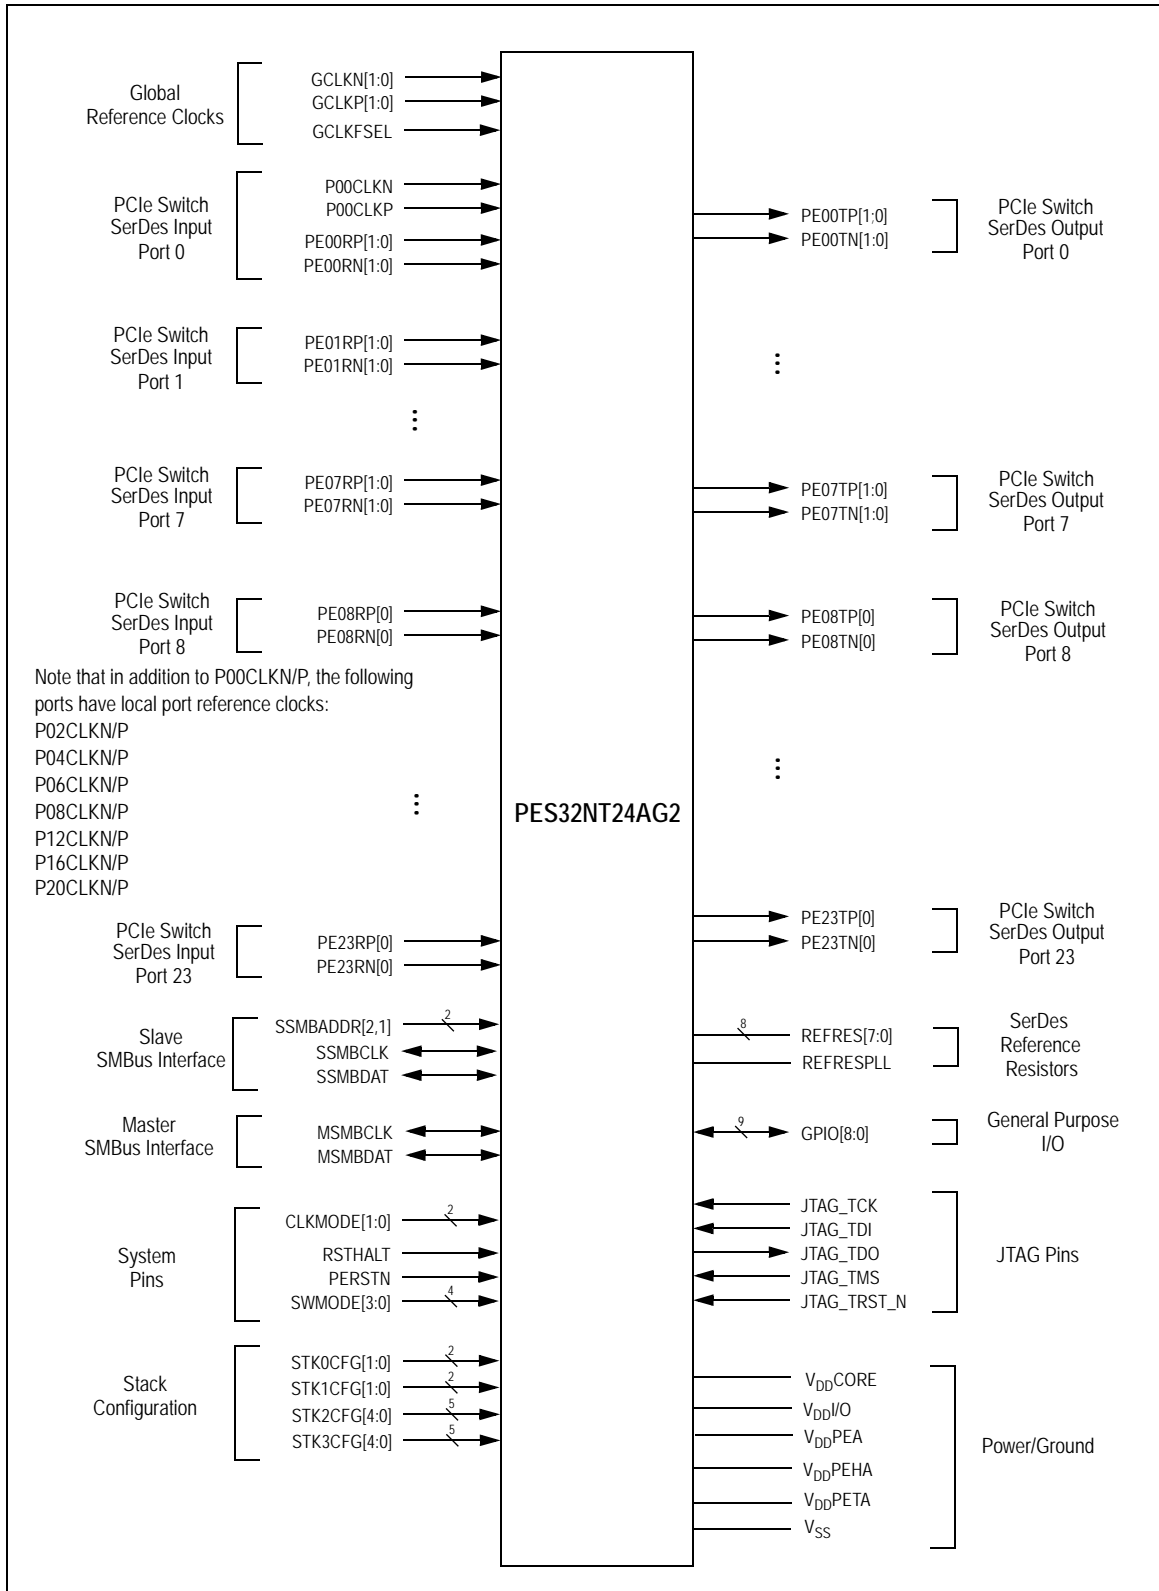 Global
Reference Clocks
GCLKN[1:0]
GCLKP[1:0]
GCLKFSEL
PCIe Switch
SerDes Input
Port 0
P00CLKN
P00CLKP
PE00RP[1:0]
PE00RN[1:0]
PE00TP[1;0]
PE00TN[1:0]
PCIe Switch
SerDes Output
Port 0
PCIe Switch
SerDes Input
Port 1
PE01RP[1:0]
PE01RN[1:0]
PCIe Switch
SerDes Input
Port 7
PE07RP[1:0]
PE07RN[1:0]
PE07TP[1:0]
PE07TN[1:0]
PCIe Switch
SerDes Output
Port 7
PCIe Switch
SerDes Input
Port 8
PE08RP[0]
PE08RN[0]
PE08TP[0]
PE08TN[0]
PCIe Switch
SerDes Output
Port 8
Note that in addition to P00CLKN/P, the following
ports have local port reference clocks:
P02CLKN/P
P04CLKN/P
P06CLKN/P
P08CLKN/P
P12CLKN/P
P16CLKN/P
P20CLKN/P
PES32NT24AG2
PCIe Switch
SerDes Input
Port 23
PE23RP[0]
PE23RN[0]
PE23TP[0]
PE23TN[0]
PCIe Switch
SerDes Output
Port 23
Slave
SMBus Interface
SSMBADDR[2,1]
2
SSMBCLK
SSMBDAT
8
REFRES[7:0]
REFRESPLL
SerDes
Reference
Resistors
Master
SMBus Interface
MSMBCLK
MSMBDAT
9
GPIO[8:0]
General Purpose
I/O
System
Pins
CLKMODE[1:0]
2
RSTHALT
PERSTN
SWMODE[3:0]
4
JTAG_TCK
JTAG_TDI
JTAG_TDO
JTAG_TMS
JTAG_TRST_N
JTAG Pins
Stack
Configuration
STK0CFG[1:0]
2
STK1CFG[1:0]
2
STK2CFG[4:0]
5
STK3CFG[4:0]
5
VDDCORE
VDDI/O
VDDPEA
VDDPEHA
VDDPETA
VSS
Power/Ground